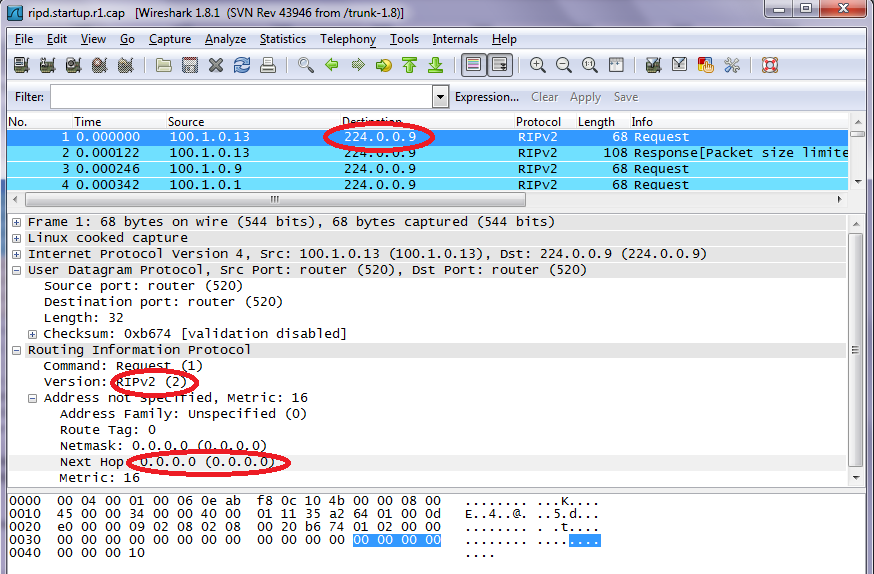 ripd.startup.r1.cap [Wireshark 1.8.1 (SVN Rev 43946 from /trunk-1.8)]
File Edit View Go Capture Analyze Statistics Telephony Tools Internals Help
Filter: Expression... Clear Apply Save
No. Time Source Destination Protocol Length Info
1 0.000000 100.1.0.13 224.0.0.9 RIPv2 68 Request
2 0.000122 100.1.0.13 224.0.0.9 RIPv2 108 Response[Packet size limite
3 0.000246 100.1.0.9 224.0.0.9 RIPv2 68 Request
4 0.000342 100.1.0.1 224.0.0.9 RIPv2 68 Request
Frame 1: 68 bytes on wire (544 bits), 68 bytes captured (544 bits)
Linux cooked capture
Internet Protocol Version 4, Src: 100.1.0.13 (100.1.0.13), Dst: 224.0.0.9 (224.0.0.9)
User Datagram Protocol, Src Port: router (520), Dst Port: router (520)
Source port: router (520)
Destination port: router (520)
Length: 32
Checksum: 0xb674 [validation disabled]
Routing Information Protocol
Command: Request (1)
Version: RIPv2 (2)
Address not specified, Metric: 16
Address Family: Unspecified (0)
Route Tag: 0
Netmask: 0.0.0.0 (0.0.0.0)
Next Hop: 0.0.0.0 (0.0.0.0)
Metric: 16
0000 00 04 00 01 00 06 0e ab f8 0c 10 4b 00 00 08 00 ........ ...K....
0010 45 00 00 34 00 00 40 00 01 11 35 a2 64 01 00 0d E..4..@. ..5.d...
0020 e0 00 00 09 02 08 02 08 00 20 b6 74 01 02 00 00 ........ . .t....
0030 00 00 00 00 00 00 00 00 00 00 00 00 00 00 00 00 ........ ........
0040 00 00 00 10 ....